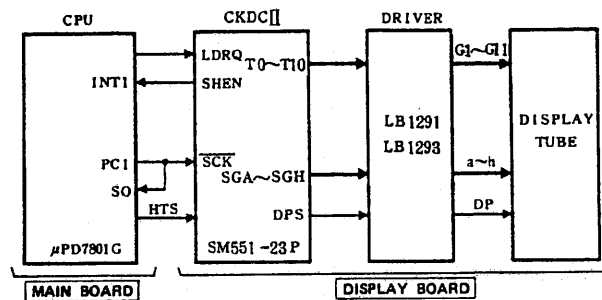 CPU
CKDCⅡ
DRIVER
LDRQ
T0~T10
G1~G11
INT1
SHEN
LB1291
LB1293
DISPLAY
TUBE
PC1
SCK
SO
SGA~SGH
a~h
HTS
DPS
DP
μPD7801G
SM551-23P
MAIN BOARD
DISPLAY BOARD